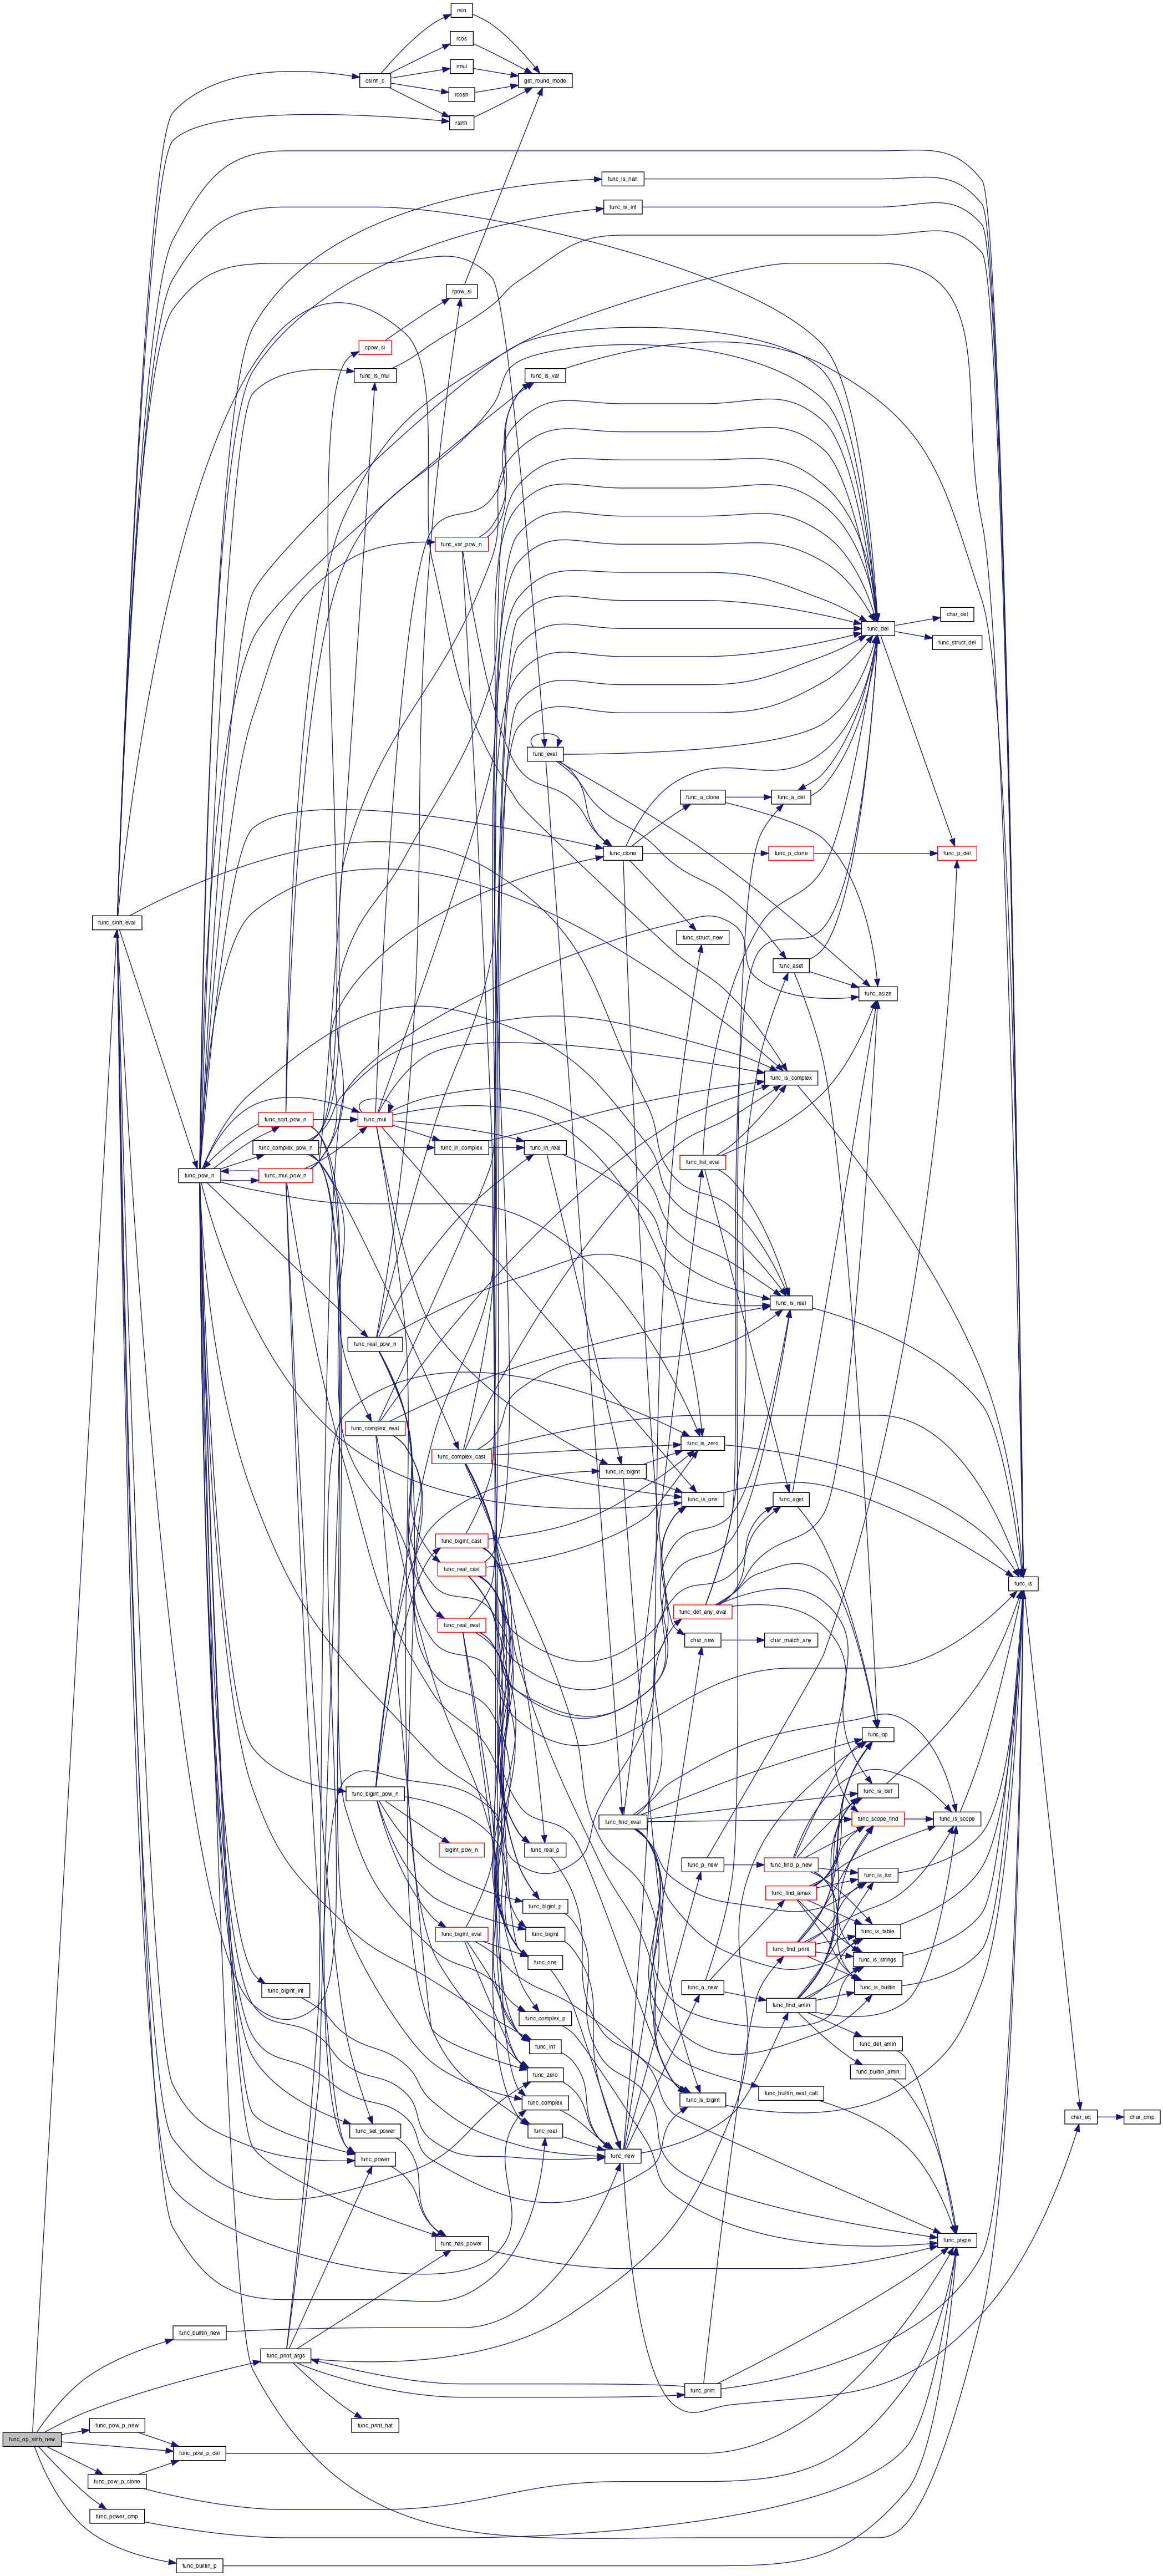 rsin
rcos
rmul
csinh_c
get_round_mode
rcosh
rsinh
func_is_nan
func_is_inf
rpow_si
cpow_si
func_is_mul
func_is_var
func_var_pow_n
char_del
func_del
func_struct_del
func_eval
func_a_clone
func_a_del
func_clone
func_p_clone
func_p_del
func_sinh_eval
func_struct_new
func_aset
func_asize
func_is_complex
func_sqrt_pow_n
func_mul
func_complex_pow_n
func_in_complex
func_in_real
func_list_eval
func_pow_n
func_mul_pow_n
func_is_real
func_real_pow_n
func_complex_eval
func_is_zero
func_complex_cast
func_in_bigint
func_is_one
func_aget
func_bigint_cast
func_real_cast
func_is
func_def_any_eval
func_real_eval
char_new
char_match_any
func_op
func_is_def
func_bigint_pow_n
func_scope_find
func_is_scope
func_find_eval
bigint_pow_n
func_real_p
func_p_new
func_find_p_new
func_is_list
func_find_amax
func_bigint_p
func_is_table
func_bigint_eval
func_bigint
func_find_print
func_is_strings
func_one
func_bigint_int
func_a_new
func_is_builtin
func_find_amin
func_complex_p
func_inf
func_def_amin
func_zero
func_builtin_amin
func_complex
func_is_bigint
func_builtin_eval_call
func_set_power
func_real
char_eq
char_cmp
func_power
func_new
func_has_power
func_ptype
func_builtin_new
func_print_args
func_print
func_print_hat
func_pow_p_new
func_op_sinh_new
func_pow_p_del
func_pow_p_clone
func_power_cmp
func_builtin_p